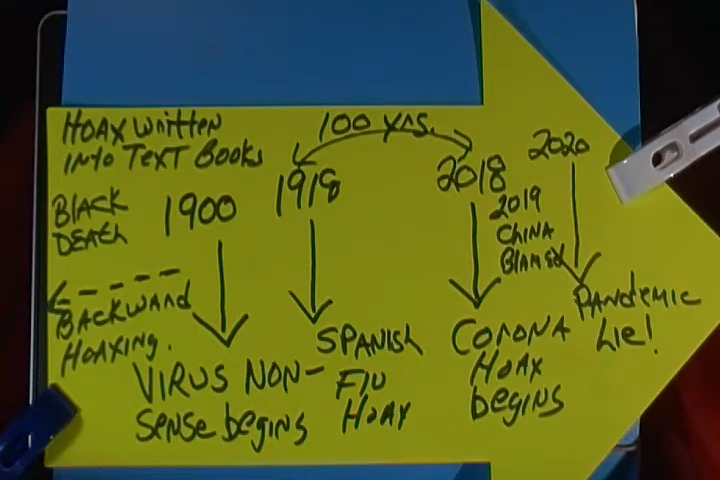 HOAX written
into TEXT BOOKS
100 yrs.
BLACK
DEATH
1900
1918
2018
2020
2019
CHINA
BLAMED
BACKWARD
HOAXING.
VIRUS NON-
SENSE begins
SPANISH
FLU
HOAX
CORONA
HOAX
begins
PANDEMIC
LIE!